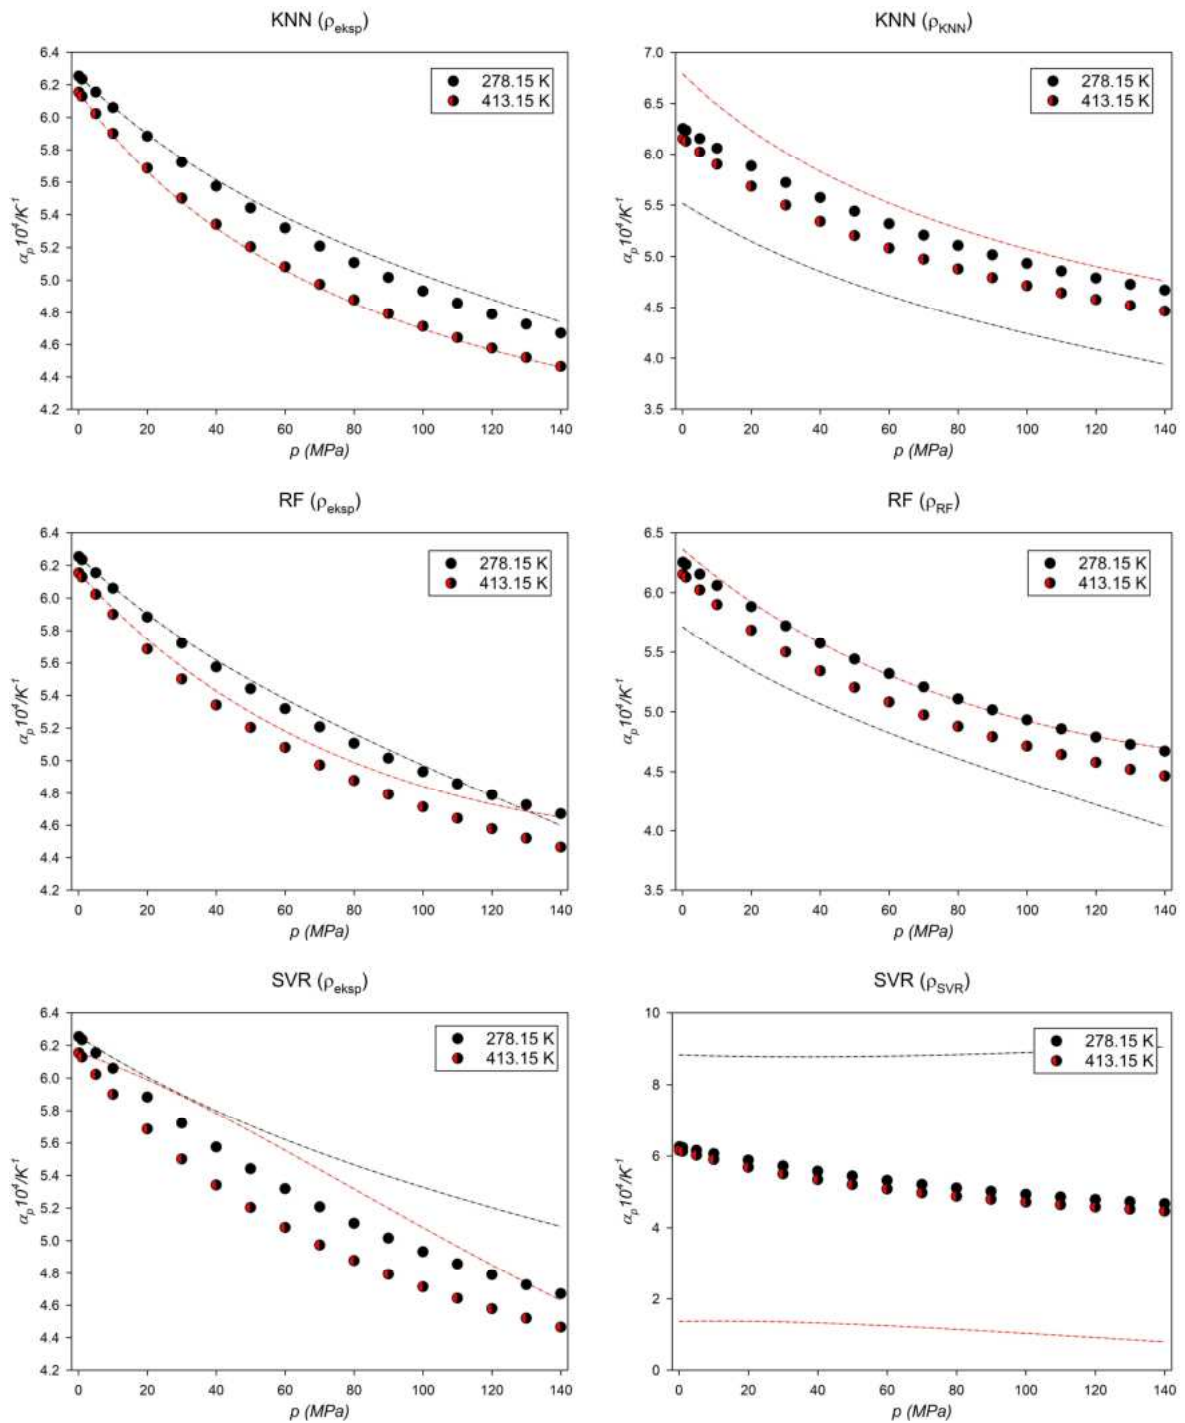 KNN (ρeksp)
6.4
6.2
6.0
5.8
5.6
5.4
5.2
5.0
4.8
4.6
4.4
4.2
αp10⁴/K⁻¹
278.15 K
413.15 K
0 20 40 60 80 100 120 140
p (MPa)
KNN (ρKNN)
7.0
6.5
6.0
5.5
5.0
4.5
4.0
3.5
αp10⁴/K⁻¹
278.15 K
413.15 K
0 20 40 60 80 100 120 140
p (MPa)
RF (ρeksp)
6.4
6.2
6.0
5.8
5.6
5.4
5.2
5.0
4.8
4.6
4.4
4.2
αp10⁴/K⁻¹
278.15 K
413.15 K
0 20 40 60 80 100 120 140
p (MPa)
RF (ρRF)
6.5
6.0
5.5
5.0
4.5
4.0
3.5
αp10⁴/K⁻¹
278.15 K
413.15 K
0 20 40 60 80 100 120 140
p (MPa)
SVR (ρeksp)
6.4
6.2
6.0
5.8
5.6
5.4
5.2
5.0
4.8
4.6
4.4
4.2
αp10⁴/K⁻¹
278.15 K
413.15 K
0 20 40 60 80 100 120 140
p (MPa)
SVR (ρSVR)
10
8
6
4
2
0
αp10⁴/K⁻¹
278.15 K
413.15 K
0 20 40 60 80 100 120 140
p (MPa)